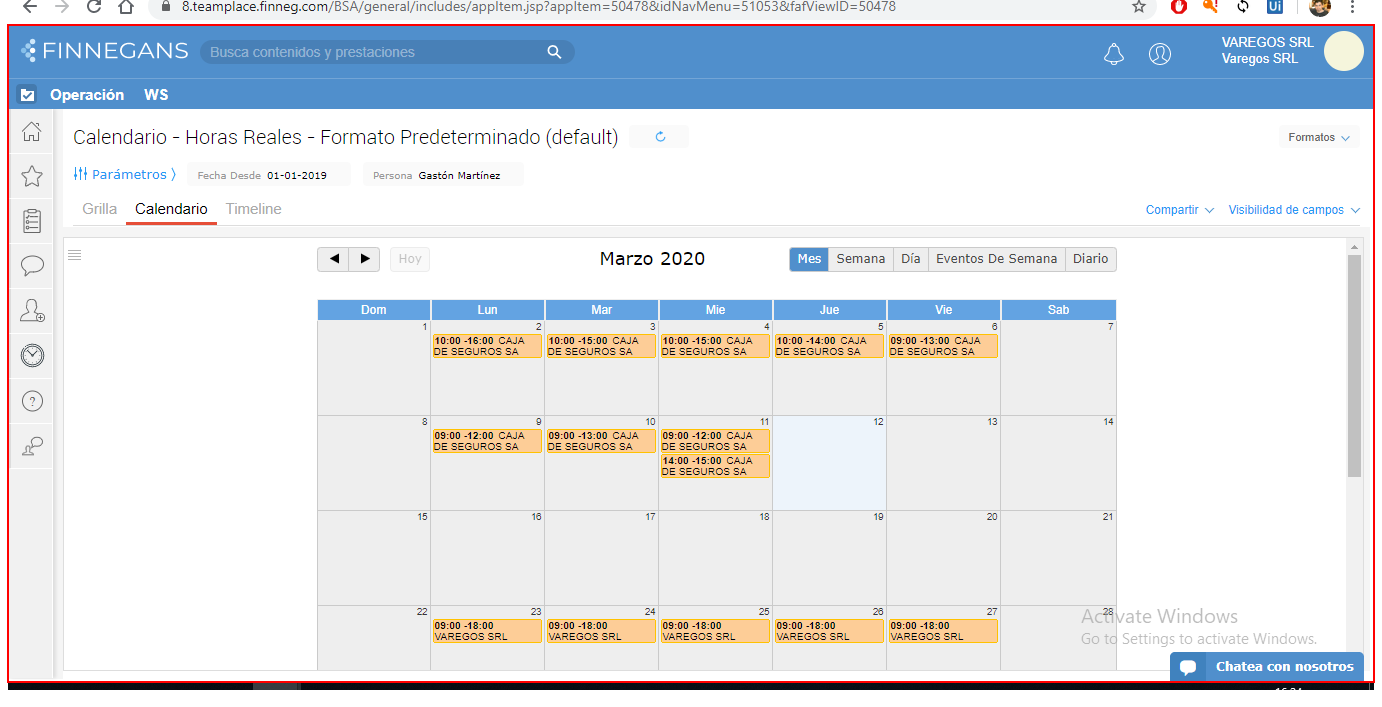 8.teamplace.finneg.com/BSA/general/includes/appItem.jsp?appItem=50478&idNavMenu=51053&fafViewID=50478
Ui
FINNEGANS
Busca contenidos y prestaciones
VAREGOS SRL
Varegos SRL
Operación WS
Calendario - Horas Reales - Formato Predeterminado (default)
Formatos
Parámetros
Fecha Desde 01-01-2019
Persona Gastón Martínez
Grilla Calendario Timeline
Compartir
Visibilidad de campos
Hoy
Marzo 2020
Mes Semana Día Eventos De Semana Diario
Dom Lun Mar Mie Jue Vie Sab
1 2 3 4 5 6 7
10:00 -16:00 CAJA
DE SEGUROS SA
10:00 -15:00 CAJA
DE SEGUROS SA
10:00 -15:00 CAJA
DE SEGUROS SA
10:00 -14:00 CAJA
DE SEGUROS SA
09:00 -13:00 CAJA
DE SEGUROS SA
8 9 10 11 12 13 14
09:00 -12:00 CAJA
DE SEGUROS SA
09:00 -13:00 CAJA
DE SEGUROS SA
09:00 -12:00 CAJA
DE SEGUROS SA
14:00 -15:00 CAJA
DE SEGUROS SA
15 16 17 18 19 20 21
22 23 24 25 26 27 28
09:00 -18:00
VAREGOS SRL
09:00 -18:00
VAREGOS SRL
09:00 -18:00
VAREGOS SRL
09:00 -18:00
VAREGOS SRL
09:00 -18:00
VAREGOS SRL
Activate Windows
Go to Settings to activate Windows.
Chatea con nosotros